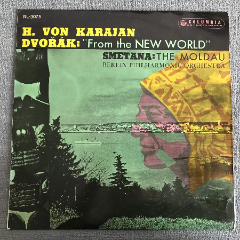 COLUMBIA
H. VON KARAJAN
DVOŘÁK: "From the NEW WORLD"
SMETANA: THE MOLDAU
BERLIN PHILHARMONIC ORCHESTRA